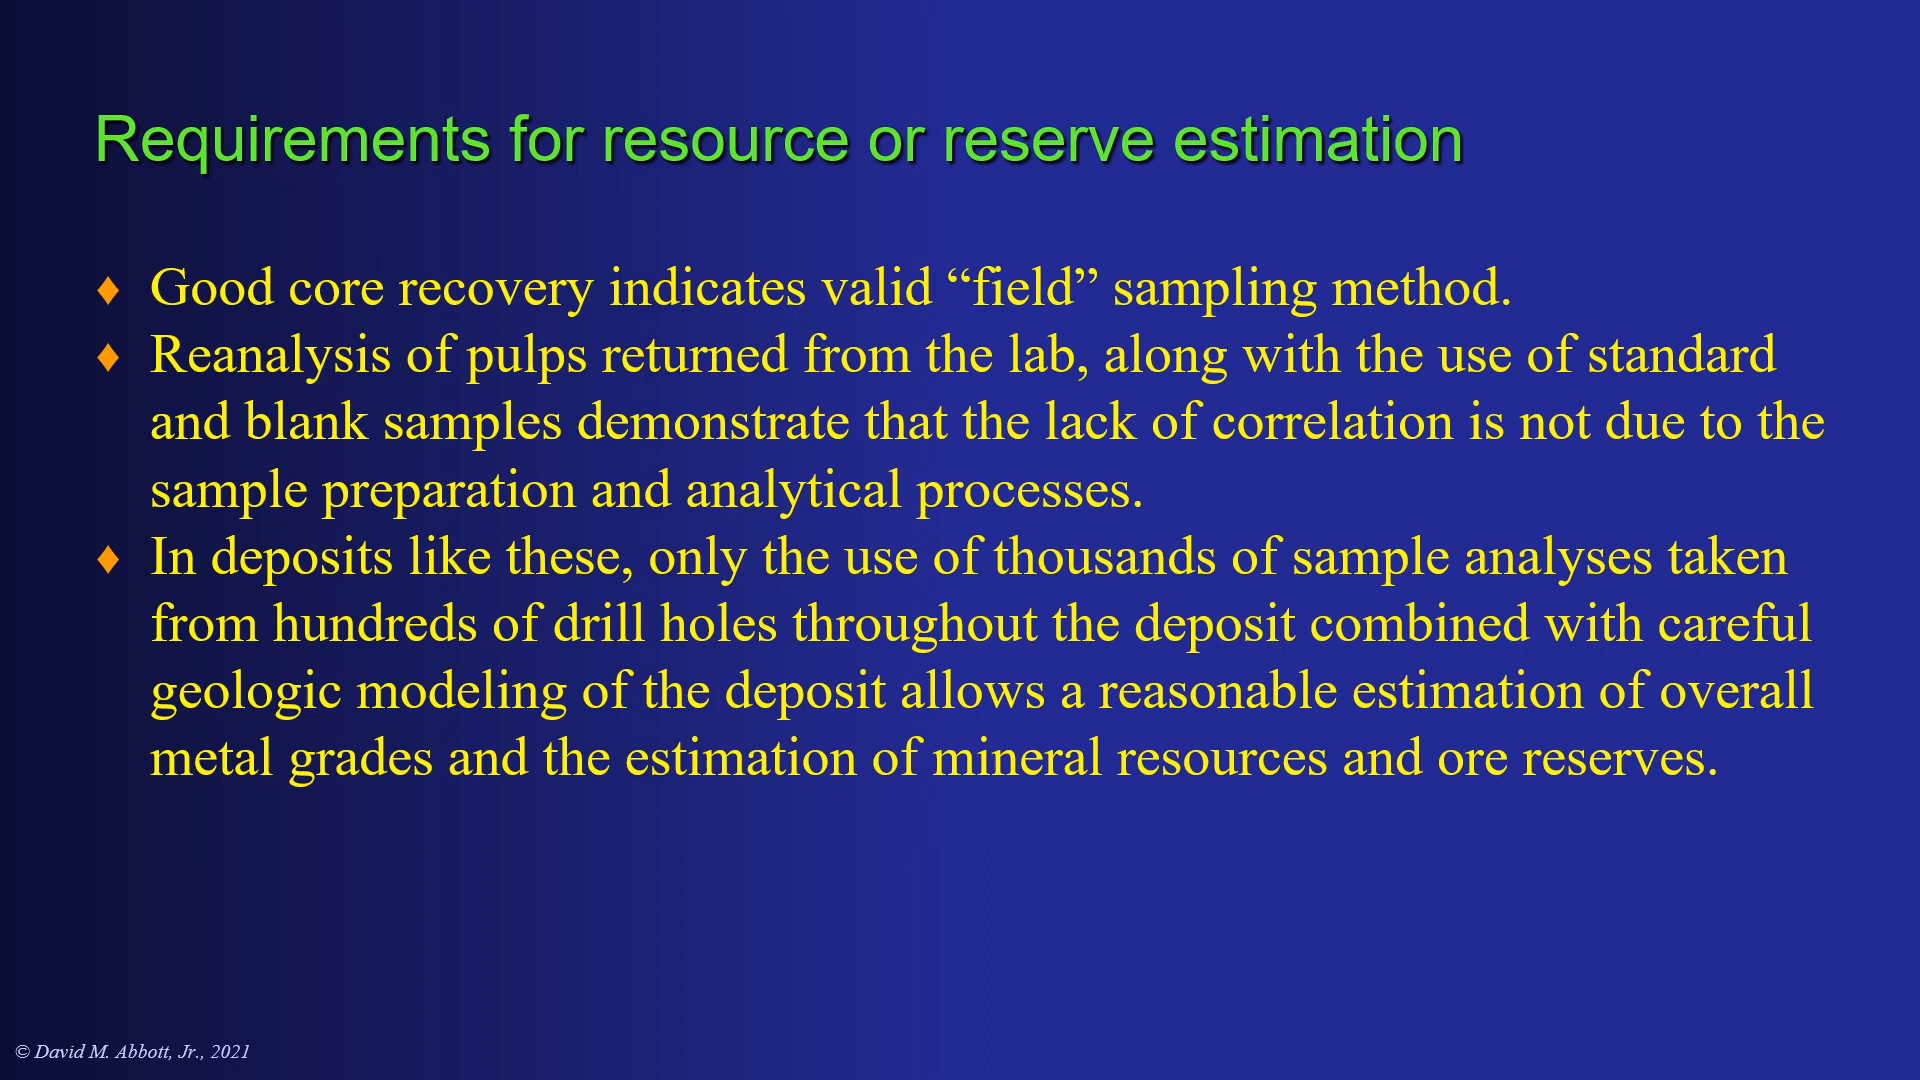 Requirements for resource or reserve estimation
♦ Good core recovery indicates valid “field” sampling method.
♦ Reanalysis of pulps returned from the lab, along with the use of standard
and blank samples demonstrate that the lack of correlation is not due to the
sample preparation and analytical processes.
♦ In deposits like these, only the use of thousands of sample analyses taken
from hundreds of drill holes throughout the deposit combined with careful
geologic modeling of the deposit allows a reasonable estimation of overall
metal grades and the estimation of mineral resources and ore reserves.
© David M. Abbott, Jr., 2021